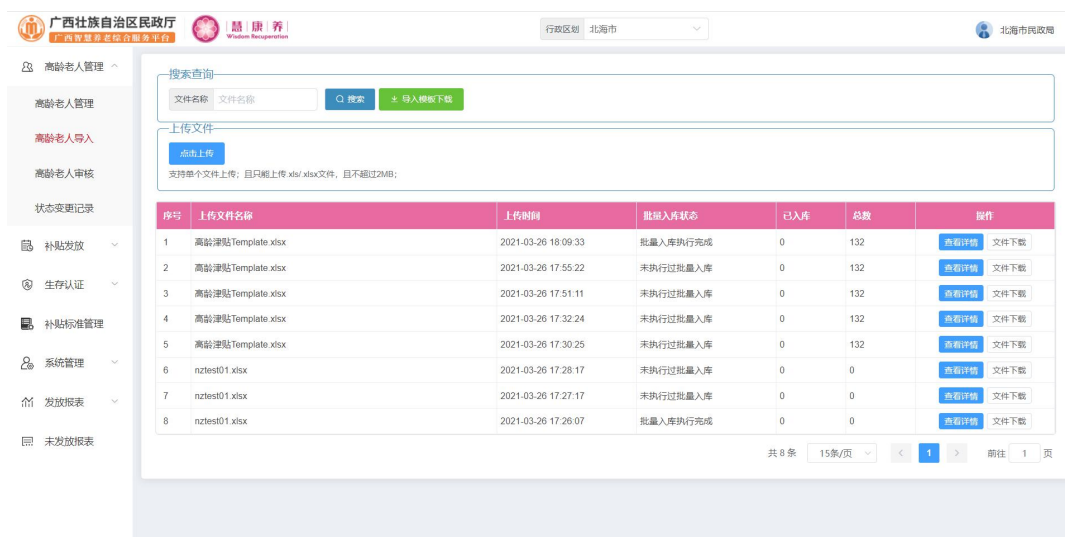 广西壮族自治区民政厅
广西智慧养老综合服务平台
慧康养
Wisdom Recuperation
行政区划 北海市
北海市民政局
高龄老人管理
高龄老人管理
高龄老人导入
高龄老人审核
状态变更记录
补贴发放
生存认证
补贴标准管理
系统管理
发放报表
未发放报表
搜索查询
文件名称 文件名称 搜索 导入模板下载
上传文件
点击上传
支持单个文件上传；且只能上传.xls/.xlsx文件，且不超过2MB；
序号 上传文件名称 上传时间 批量入库状态 已入库 总数 操作
1 高龄津贴Template.xlsx 2021-03-26 18:09:33 批量入库执行完成 0 132 查看详情 文件下载
2 高龄津贴Template.xlsx 2021-03-26 17:55:22 未执行过批量入库 0 132 查看详情 文件下载
3 高龄津贴Template.xlsx 2021-03-26 17:51:11 未执行过批量入库 0 132 查看详情 文件下载
4 高龄津贴Template.xlsx 2021-03-26 17:32:24 未执行过批量入库 0 132 查看详情 文件下载
5 高龄津贴Template.xlsx 2021-03-26 17:30:25 未执行过批量入库 0 132 查看详情 文件下载
6 nztest01.xlsx 2021-03-26 17:28:17 未执行过批量入库 0 0 查看详情 文件下载
7 nztest01.xlsx 2021-03-26 17:27:17 未执行过批量入库 0 0 查看详情 文件下载
8 nztest01.xlsx 2021-03-26 17:26:07 批量入库执行完成 0 0 查看详情 文件下载
共 8 条 15条/页 < 1 > 前往 1 页